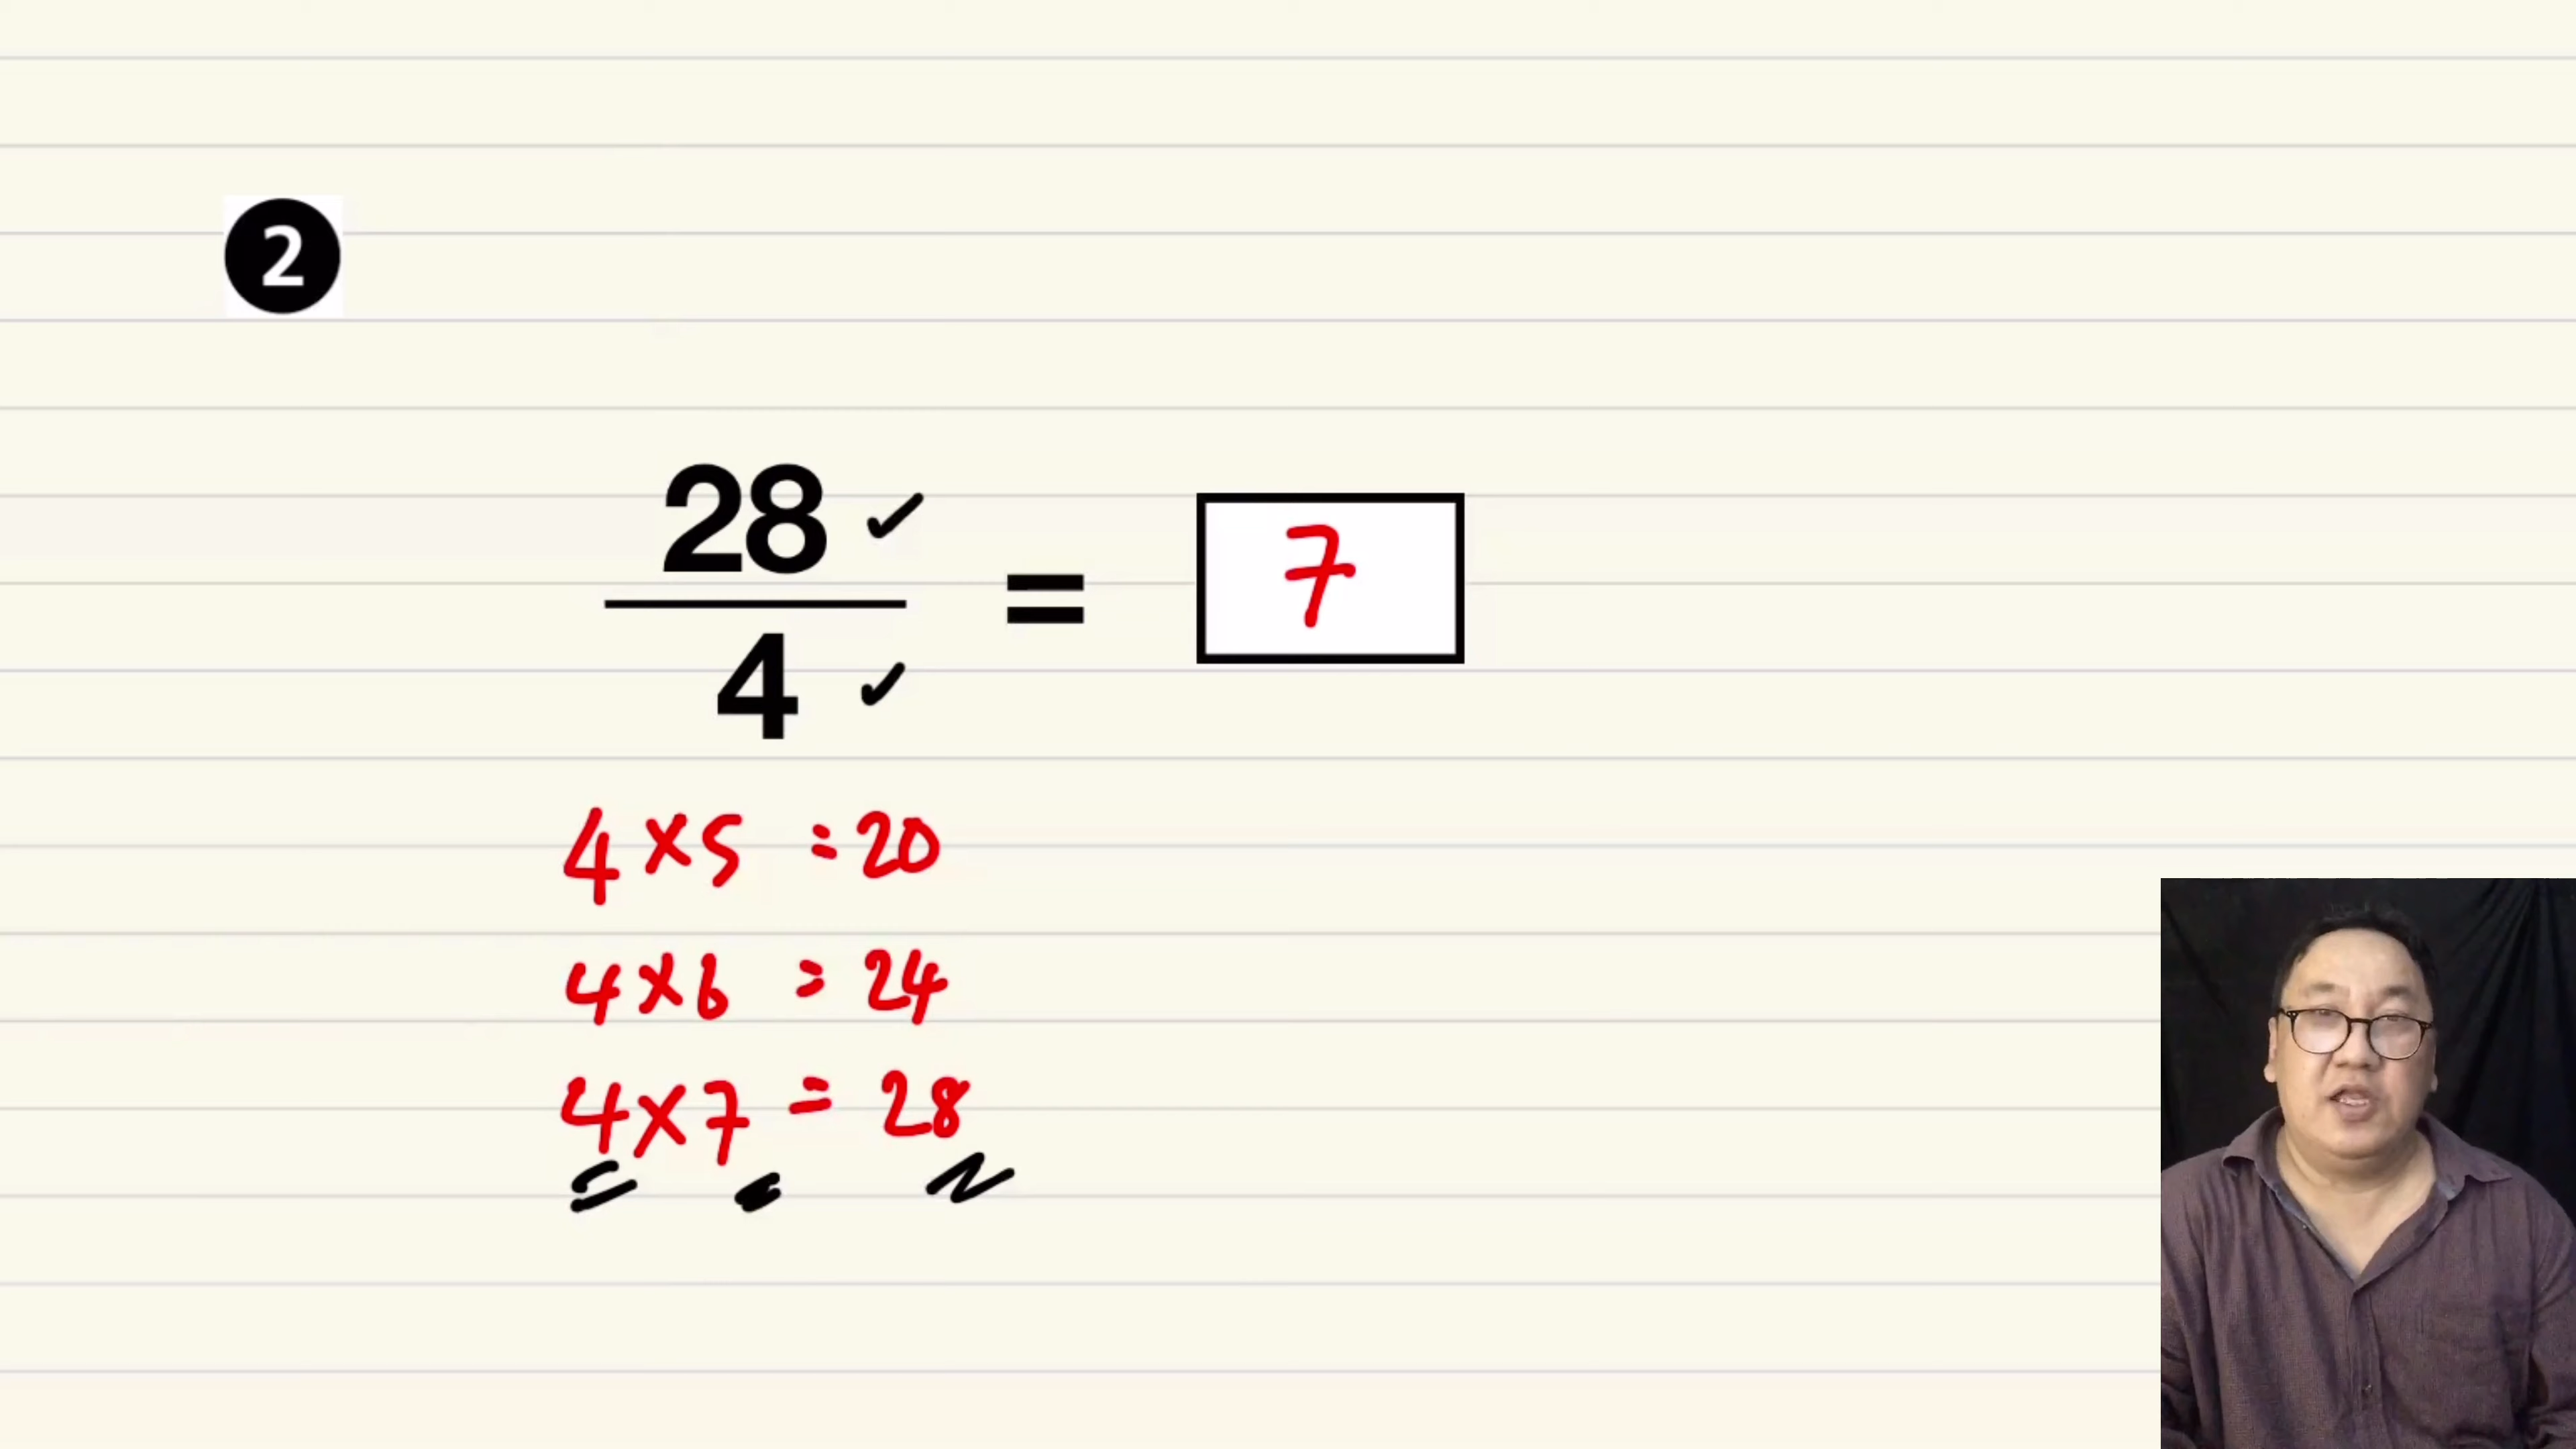 2
28 ✓
4 ✓
= 7
4 × 5 = 20
4 × 6 = 24
4 × 7 = 28